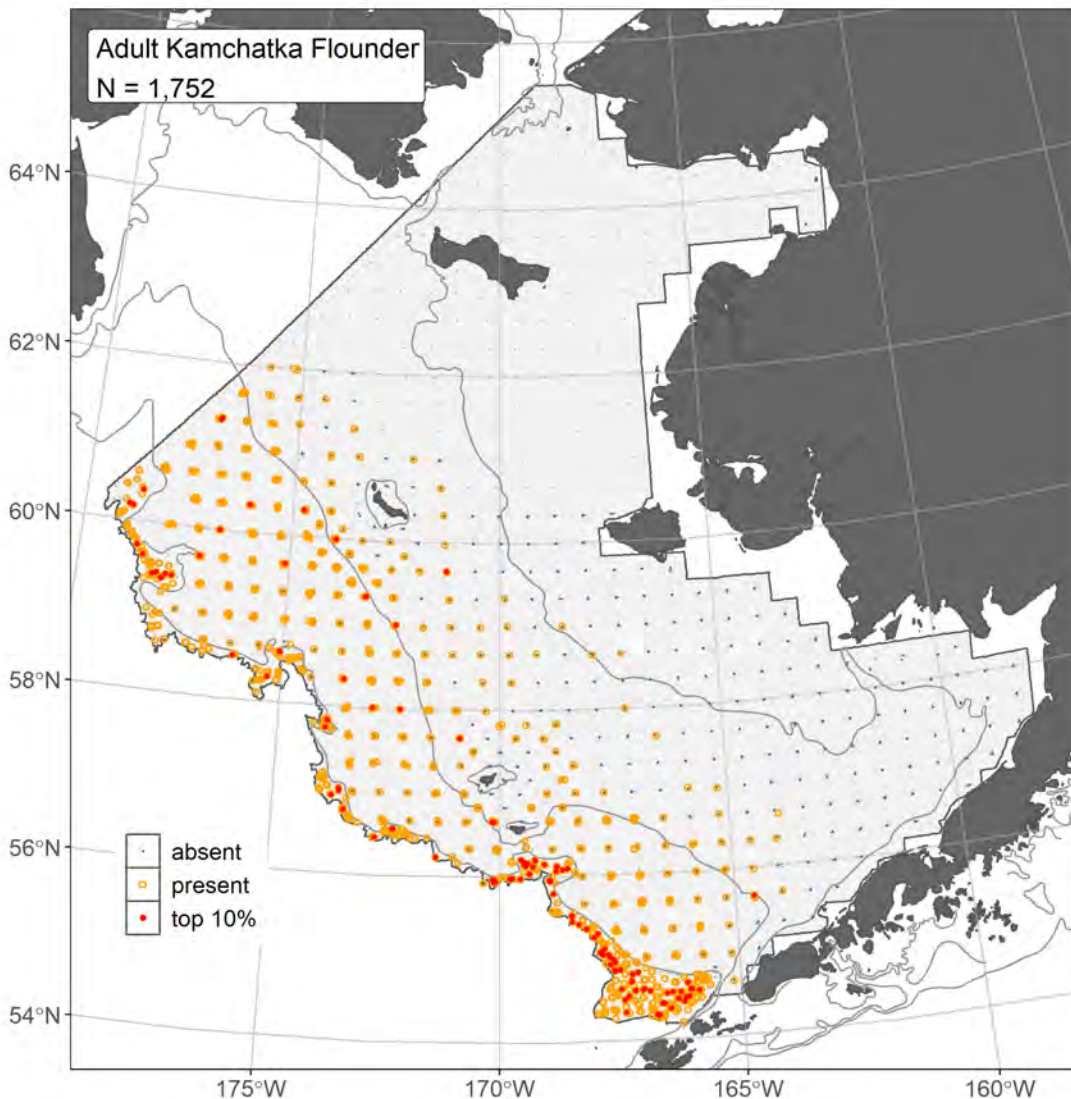 Adult Kamchatka Flounder
N = 1,752
64°N
62°N
60°N
58°N
56°N
54°N
absent
present
top 10%
175°W
170°W
165°W
160°W